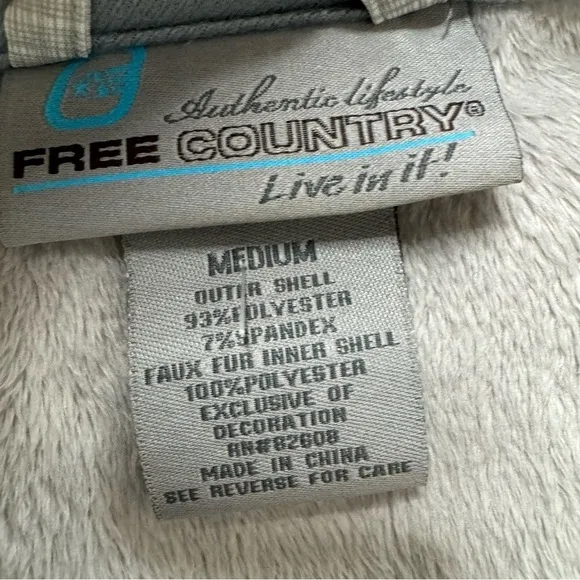 Authentic lifestyle
FREE COUNTRY®
Live in it!
MEDIUM
OUTER SHELL
93%POLYESTER
7%SPANDEX
FAUX FUR INNER SHELL
100%POLYESTER
EXCLUSIVE OF
DECORATION
RN#82608
MADE IN CHINA
SEE REVERSE FOR CARE